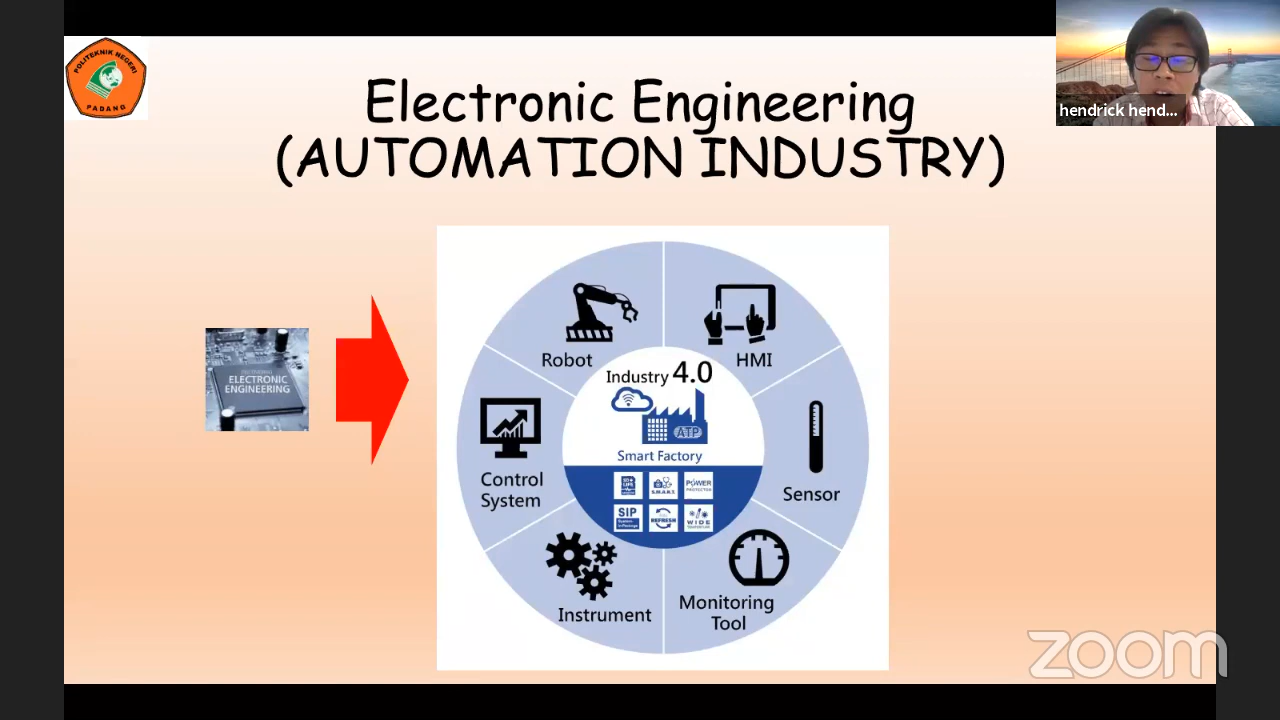 POLITEKNIK NEGERI
PADANG
Electronic Engineering
(AUTOMATION INDUSTRY)
hendrick hend...
ELECTRONIC
ENGINEERING
Robot
HMI
Industry 4.0
ATP
Smart Factory
Control
System
Sensor
S.M.A.R.T.
POWER
SIP
REFRESH
WIDE
Instrument
Monitoring
Tool
zoom